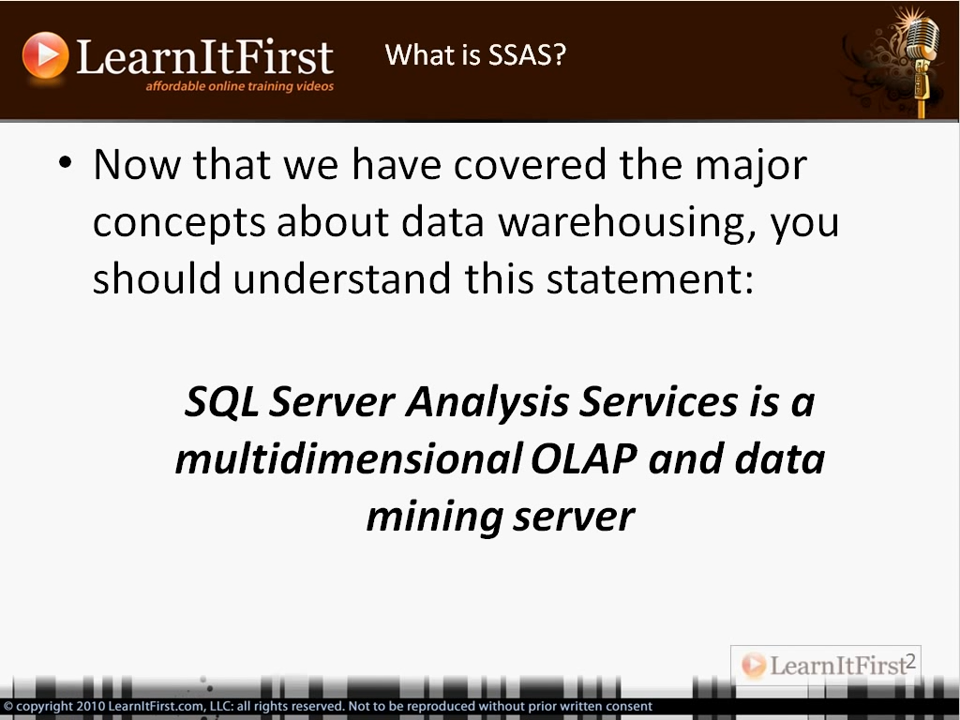 LearnItFirst
affordable online training videos
What is SSAS?
• Now that we have covered the major
concepts about data warehousing, you
should understand this statement:
SQL Server Analysis Services is a
multidimensional OLAP and data
mining server
LearnItFirst
2
© copyright 2010 LearnItFirst.com, LLC: all rights reserved. Not to be reproduced without prior written consent